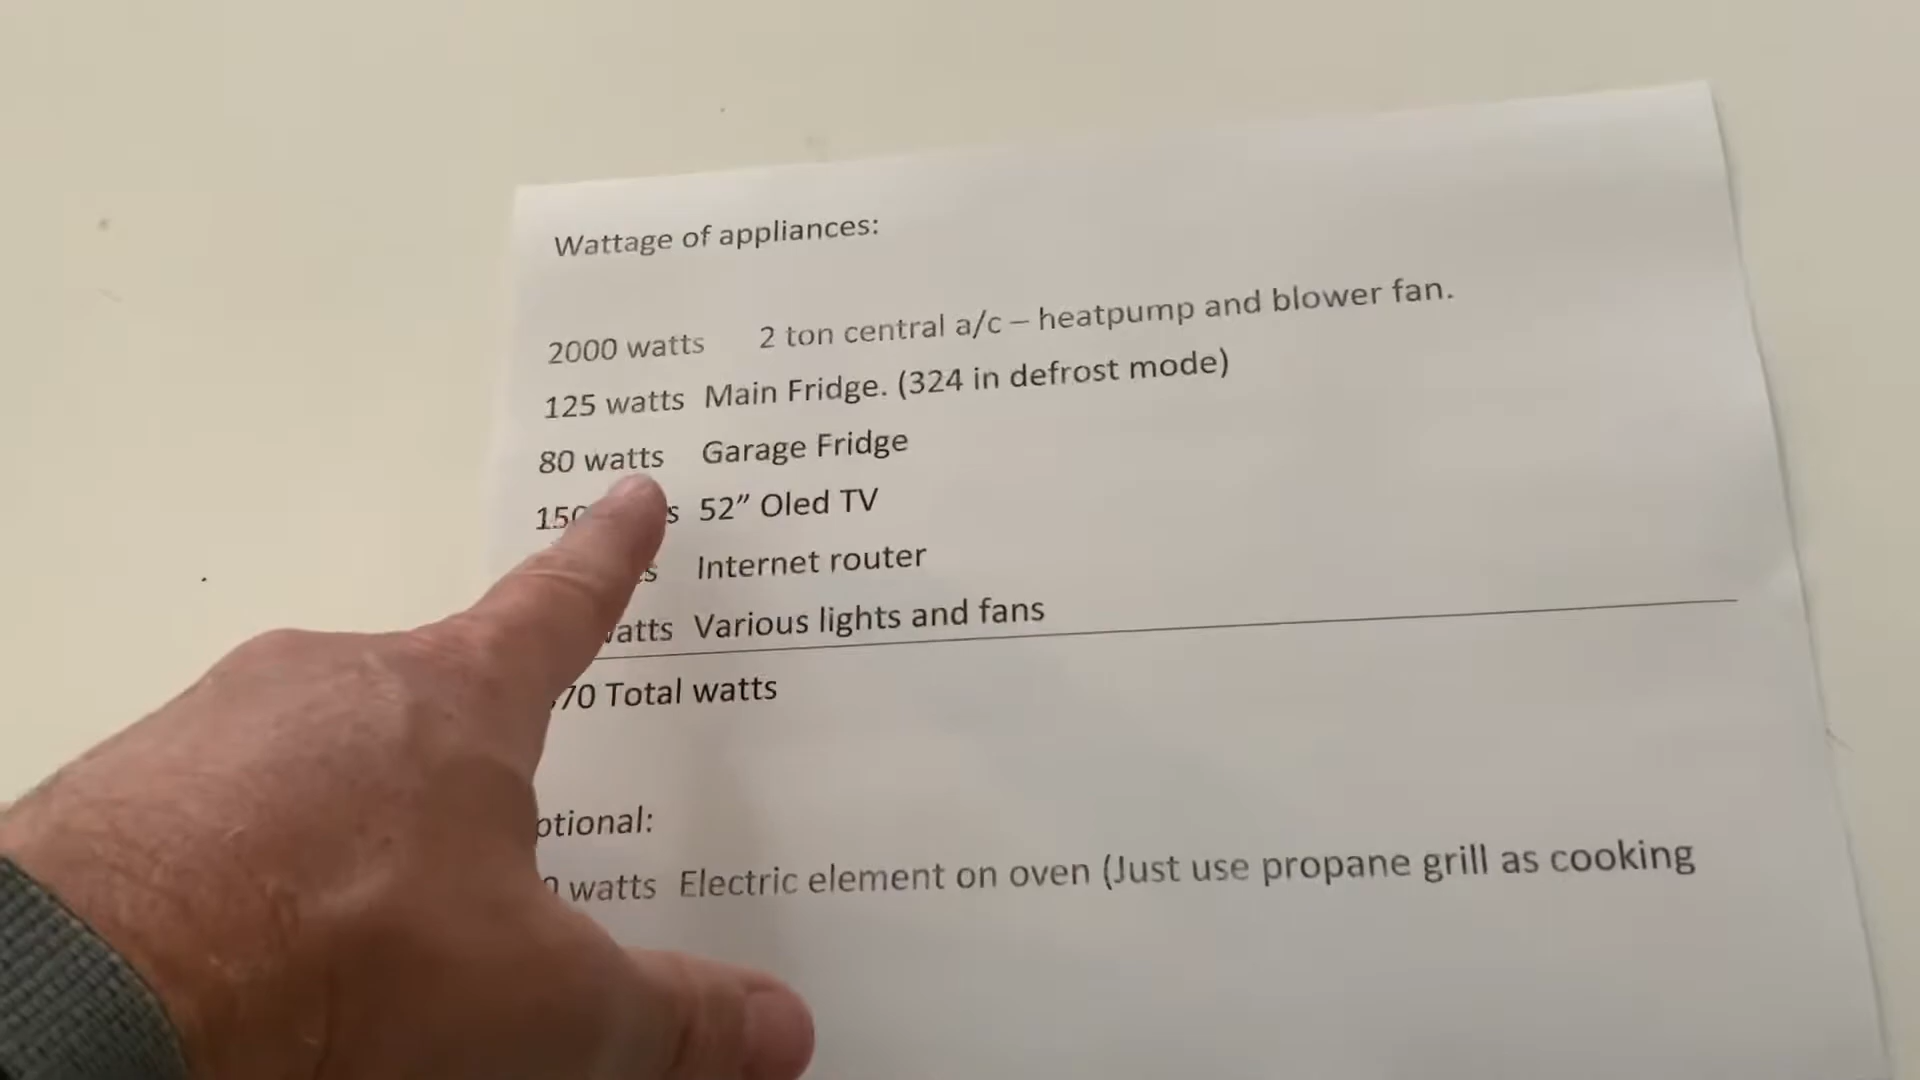 Wattage of appliances:
2000 watts 2 ton central a/c – heatpump and blower fan.
125 watts Main Fridge. (324 in defrost mode)
80 watts Garage Fridge
52” Oled TV
Internet router
Various lights and fans
Total watts
watts Electric element on oven (Just use propane grill as cooking